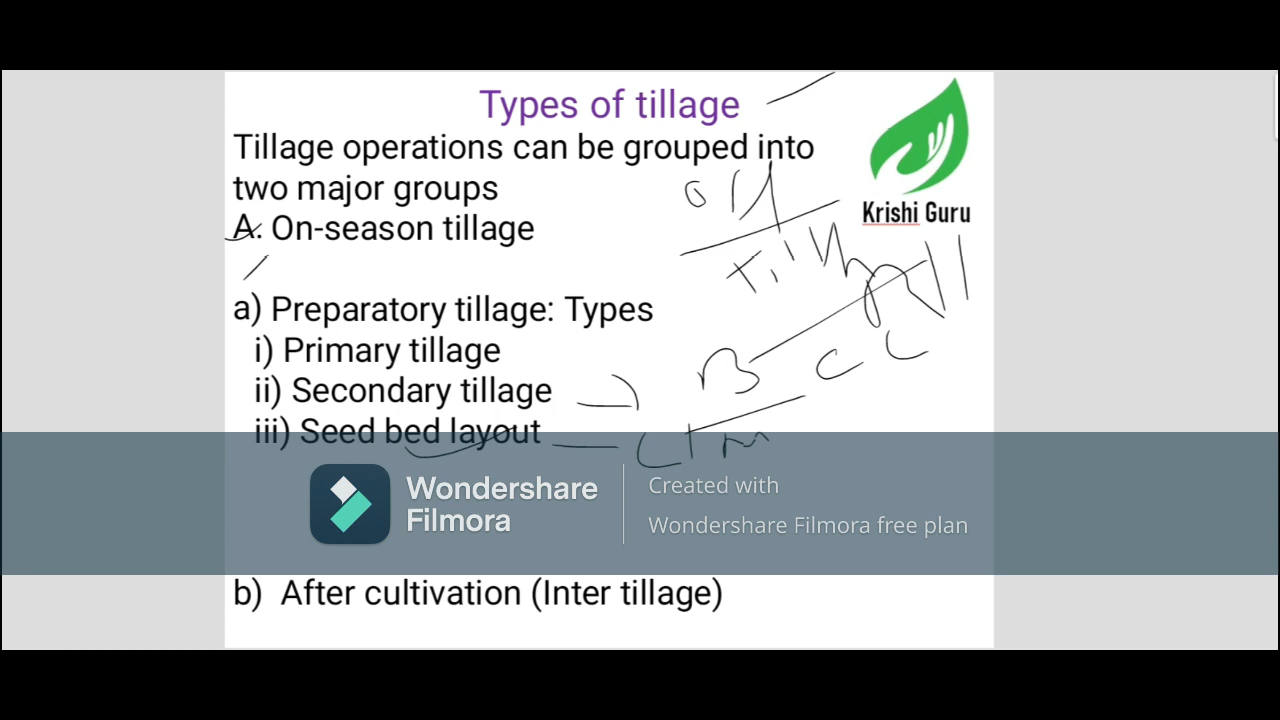 Types of tillage
Tillage operations can be grouped into
two major groups
A. On-season tillage
Krishi Guru
a) Preparatory tillage: Types
i) Primary tillage
ii) Secondary tillage
iii) Seed bed layout
Wondershare
Filmora
Created with
Wondershare Filmora free plan
b) After cultivation (Inter tillage)